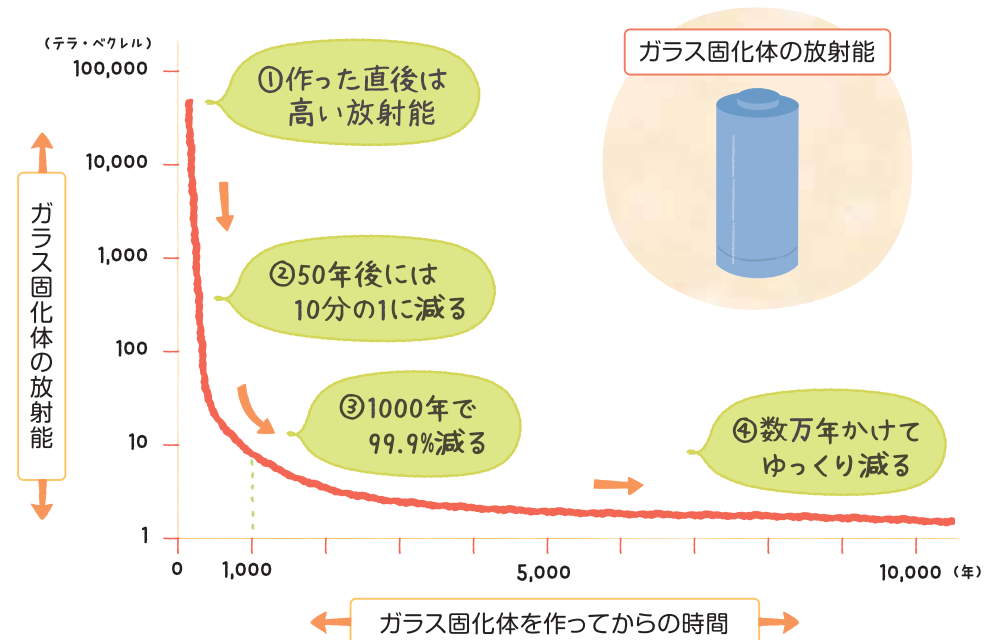 (テラ・ベクレル)
100,000
10,000
1,000
100
10
1
ガラス固化体の放射能
ガラス固化体の放射能
①作った直後は
高い放射能
②50年後には
10分の1に減る
③1000年で
99.9%減る
④数万年かけて
ゆっくり減る
0
1,000
5,000
10,000
(年)
ガラス固化体を作ってからの時間